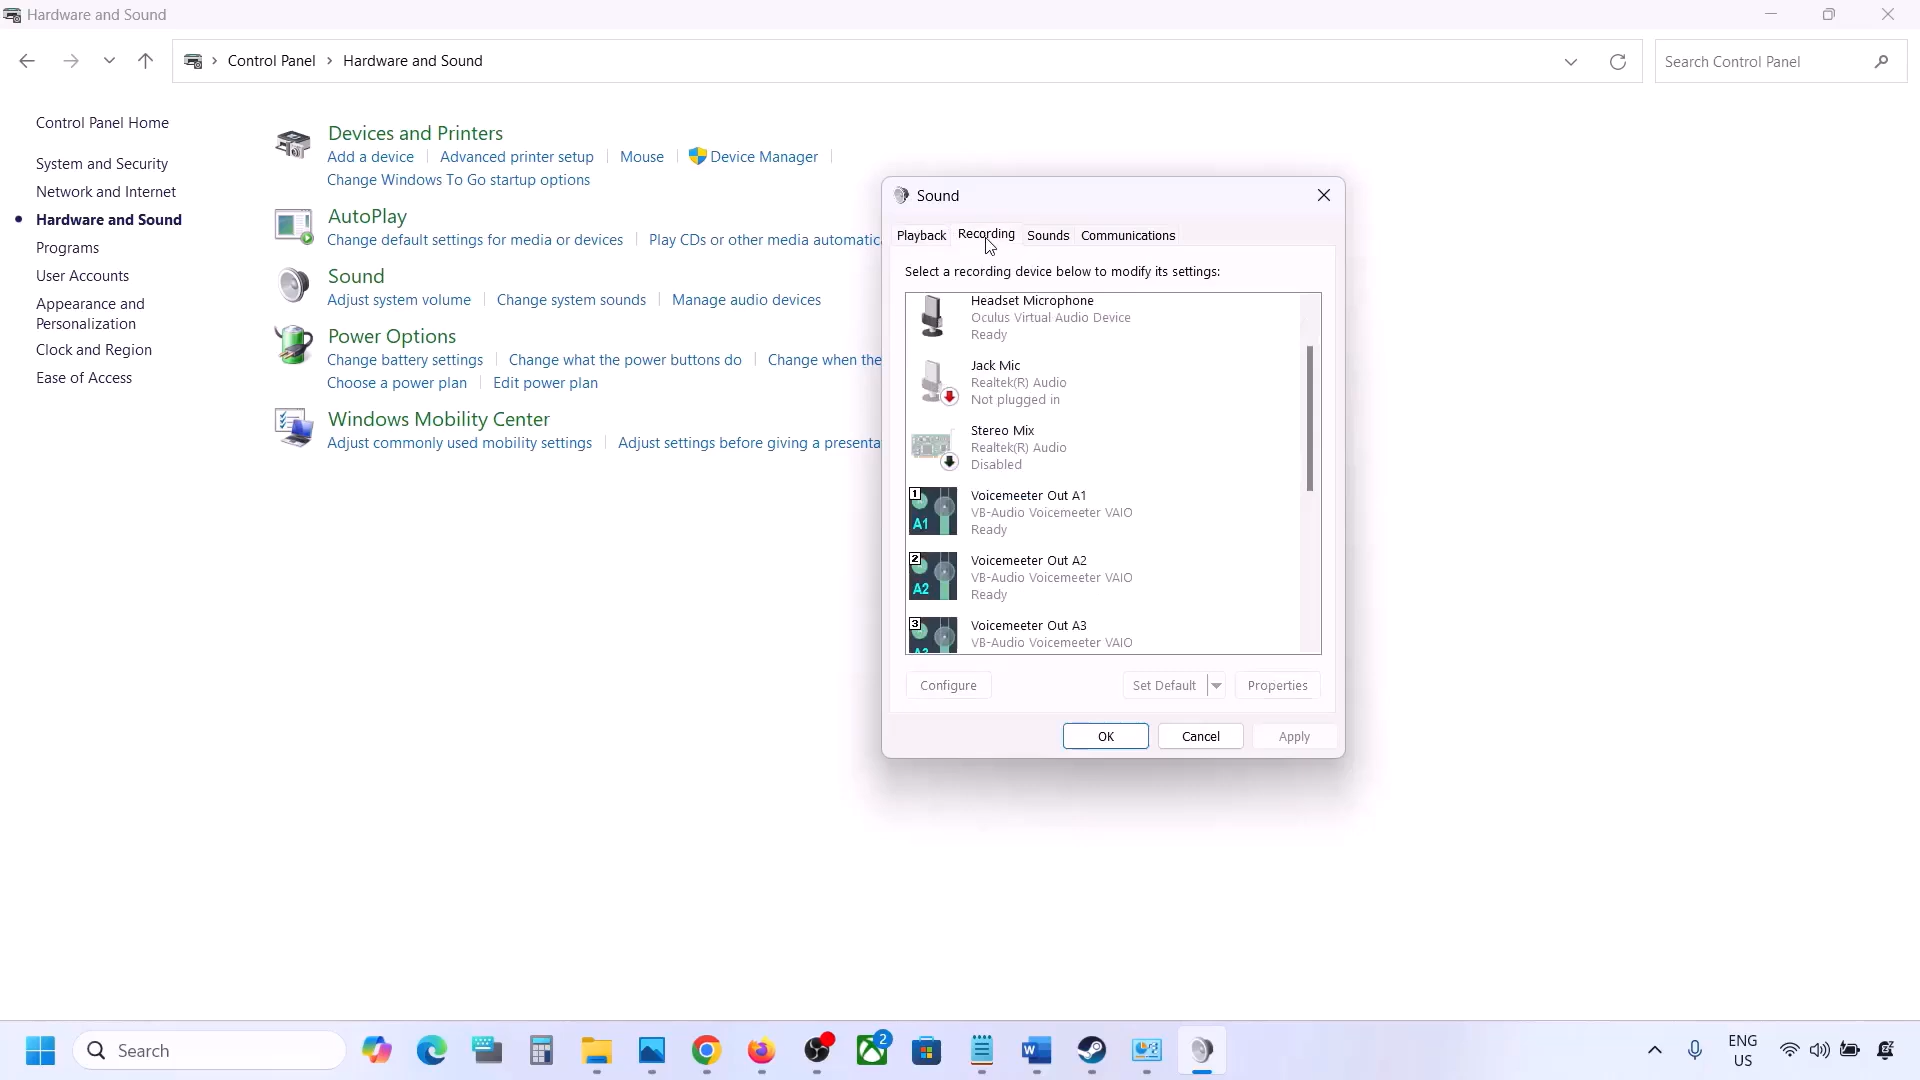 Hardware and Sound
Control Panel
Hardware and Sound
Search Control Panel
Control Panel Home
System and Security
Network and Internet
Hardware and Sound
Programs
User Accounts
Appearance and
Personalization
Clock and Region
Ease of Access
Devices and Printers
Add a device
Advanced printer setup
Mouse
Device Manager
Change Windows To Go startup options
AutoPlay
Change default settings for media or devices
Play CDs or other media automatic
Sound
Adjust system volume
Change system sounds
Manage audio devices
Power Options
Change battery settings
Change what the power buttons do
Change when the
Choose a power plan
Edit power plan
Windows Mobility Center
Adjust commonly used mobility settings
Adjust settings before giving a presenta
Sound
Playback
Recording
Sounds
Communications
Select a recording device below to modify its settings:
Headset Microphone
Oculus Virtual Audio Device
Ready
Jack Mic
Realtek(R) Audio
Not plugged in
Stereo Mix
Realtek(R) Audio
Disabled
1
A1
Voicemeeter Out A1
VB-Audio Voicemeeter VAIO
Ready
2
A2
Voicemeeter Out A2
VB-Audio Voicemeeter VAIO
Ready
3
A3
Voicemeeter Out A3
VB-Audio Voicemeeter VAIO
Configure
Set Default
Properties
OK
Cancel
Apply
Search
2
ENG
US